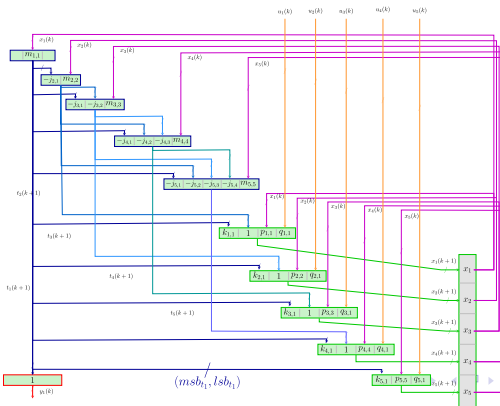 u₁(k) u₂(k) u₃(k) u₄(k) u₅(k)
x₁(k)
x₂(k)
x₃(k)
m₁,₁
x₄(k)
x₅(k)
−j₂,₁ m₂,₂
−j₃,₁ −j₃,₂ m₃,₃
−j₄,₁ −j₄,₂ −j₄,₃ m₄,₄
−j₅,₁ −j₅,₂ −j₅,₃ −j₅,₄ m₅,₅
t₂(k+1)
x₁(k)
x₂(k)
x₃(k)
x₄(k)
x₅(k)
t₃(k+1)
k₁,₁ 1 p₁,₁ q₁,₁
x₁(k+1)
x₁
t₄(k+1)
k₂,₁ 1 p₂,₂ q₂,₁
t₁(k+1)
x₂(k+1)
x₂
t₅(k+1)
k₃,₁ 1 p₃,₃ q₃,₁
x₃(k+1)
x₃
k₄,₁ 1 p₄,₄ q₄,₁
x₄(k+1)
x₄
1
(msb_{t₁}, lsb_{t₁})
k₅,₁ p₅,₅ q₅,₁
x₅(k+1)
x₅
y₁(k)